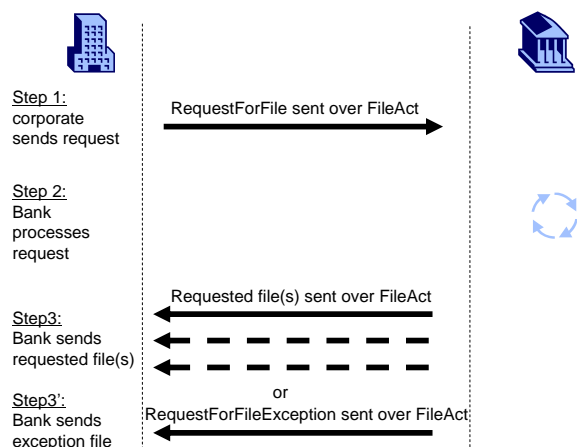 Step 1:
corporate
sends request
RequestForFile sent over FileAct
Step 2:
Bank
processes
request
Requested file(s) sent over FileAct
Step3:
Bank sends
requested file(s)
or
Step3':
RequestForFileException sent over FileAct
Bank sends
exception file